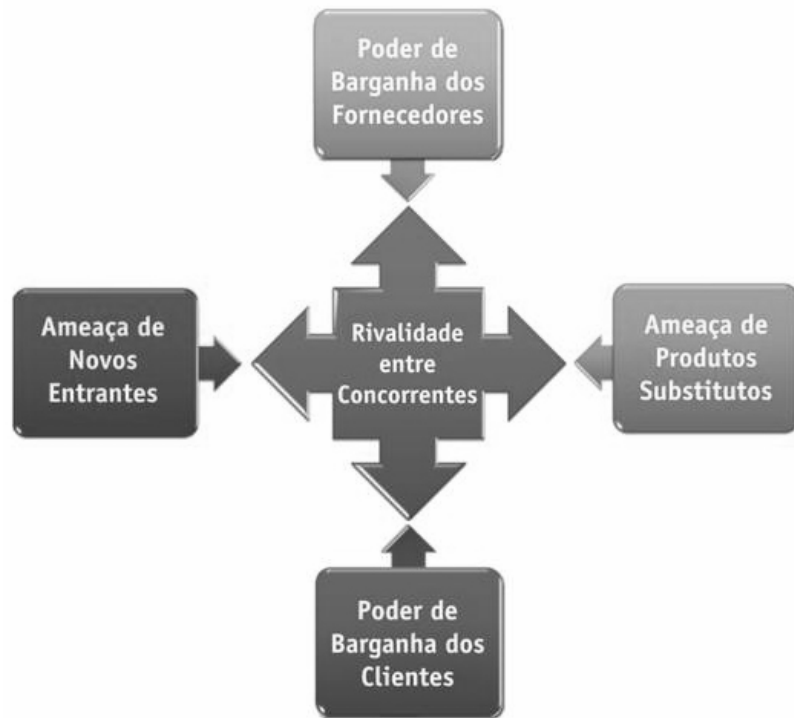 Poder de
Barganha dos
Fornecedores
Ameaça de
Novos
Entrantes
Rivalidade
entre
Concorrentes
Ameaça de
Produtos
Substitutos
Poder de
Barganha dos
Clientes